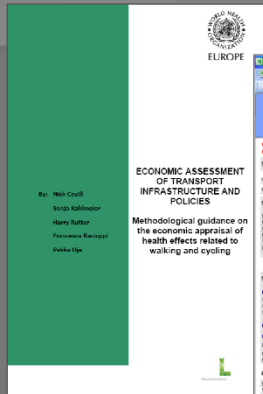 WORLD HEALTH
ORGANIZATION
EUROPE
ECONOMIC ASSESSMENT
OF TRANSPORT
INFRASTRUCTURE AND
POLICIES
Methodological guidance on
the economic appraisal of
health effects related to
walking and cycling
By: Nick Cavill
Sonja Kahlmeier
Harry Rutter
Francesca Racioppi
Pekka Oja